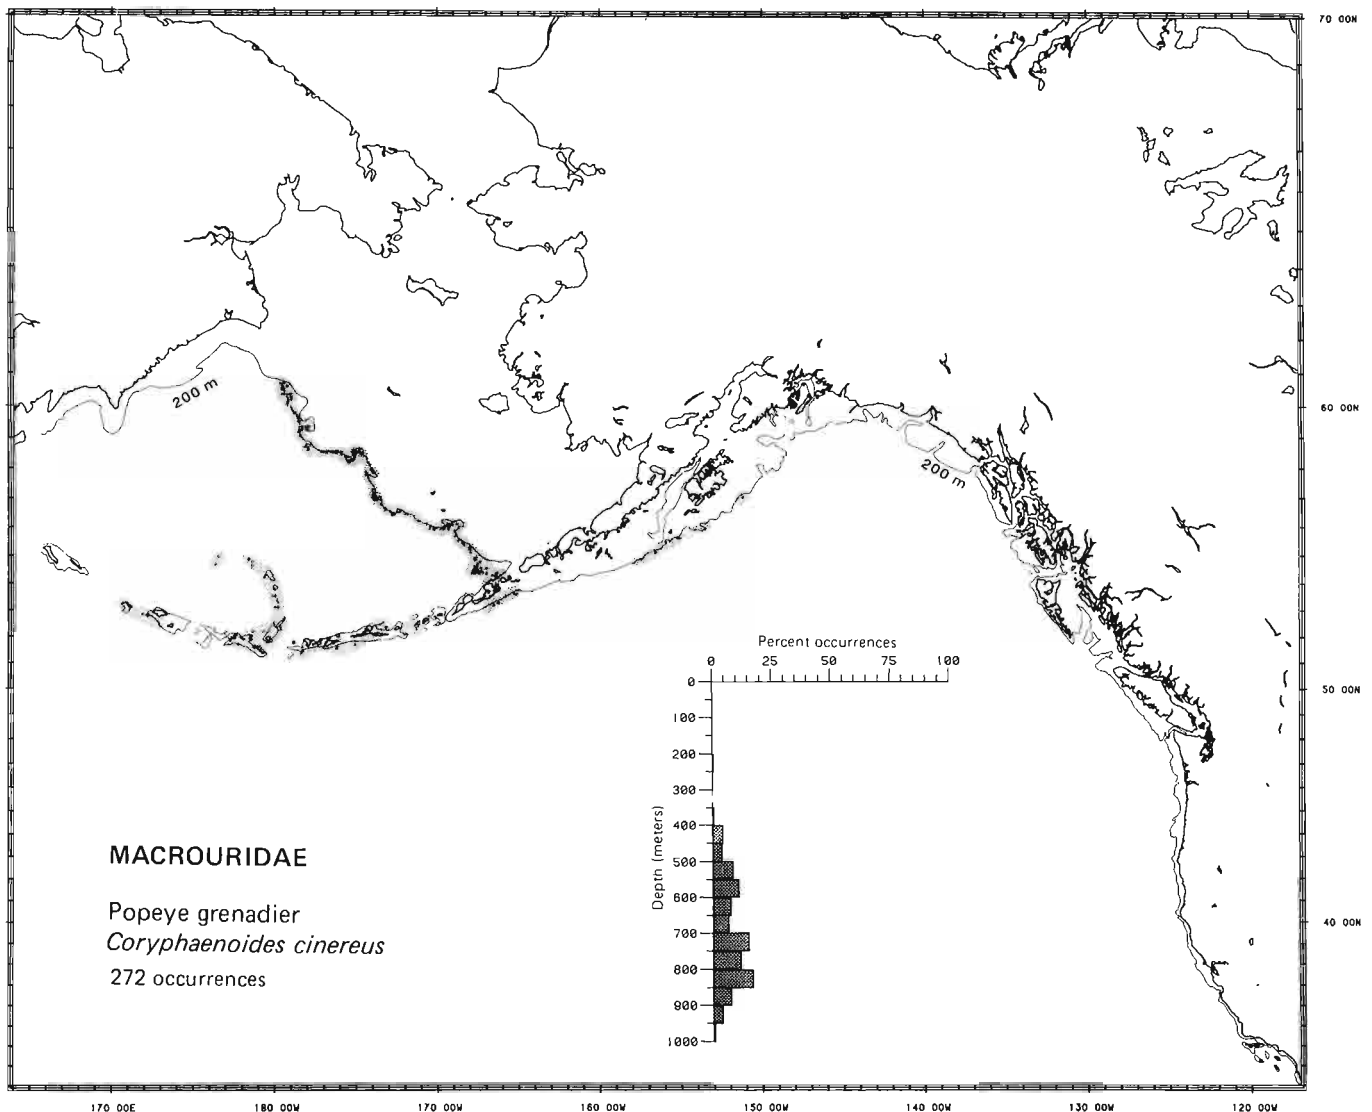 70 00N
200 m
60 00N
200 m
Percent occurrences
0 25 50 75 100
50 00N
0
100
200
300
400
500
600
700
800
900
1000
Depth (meters)
MACROURIDAE
Popeye grenadier
Coryphaenoides cinereus
272 occurrences
40 00N
170 00E 180 00W 170 00W 160 00W 150 00W 140 00W 130 00W 120 00W